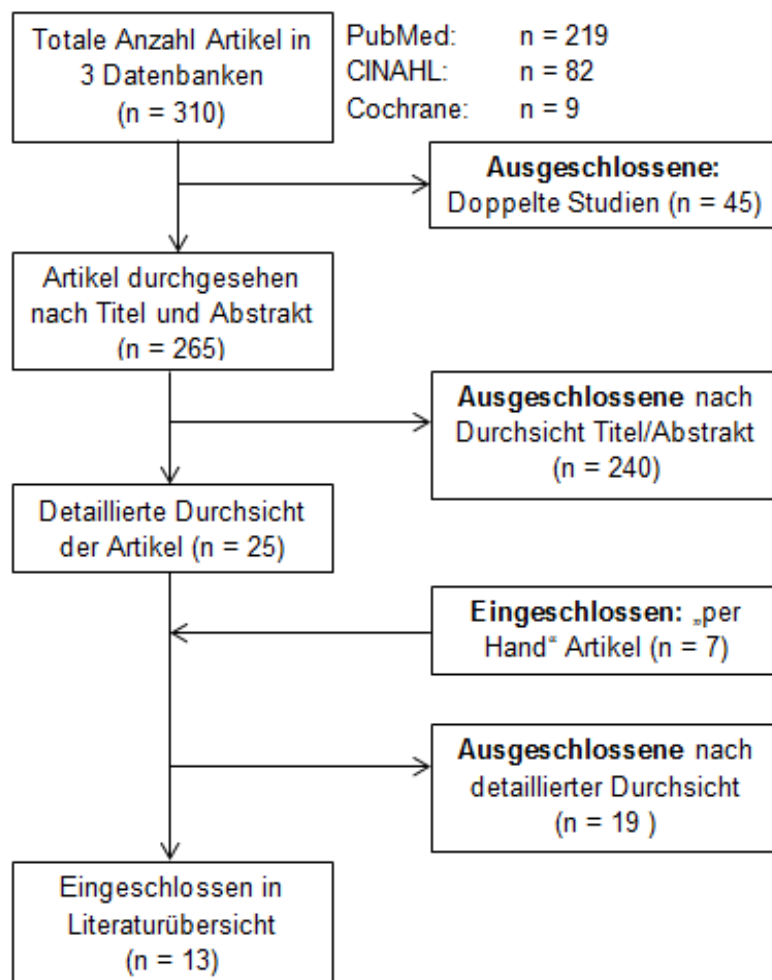 Totale Anzahl Artikel in
3 Datenbanken
(n = 310)
PubMed: n = 219
CINAHL: n = 82
Cochrane: n = 9
Ausgeschlossene:
Doppelte Studien (n = 45)
Artikel durchgesehen
nach Titel und Abstrakt
(n = 265)
Ausgeschlossene nach
Durchsicht Titel/Abstrakt
(n = 240)
Detaillierte Durchsicht
der Artikel (n = 25)
Eingeschlossen: „per
Hand“ Artikel (n = 7)
Ausgeschlossene nach
detaillierter Durchsicht
(n = 19 )
Eingeschlossen in
Literaturübersicht
(n = 13)